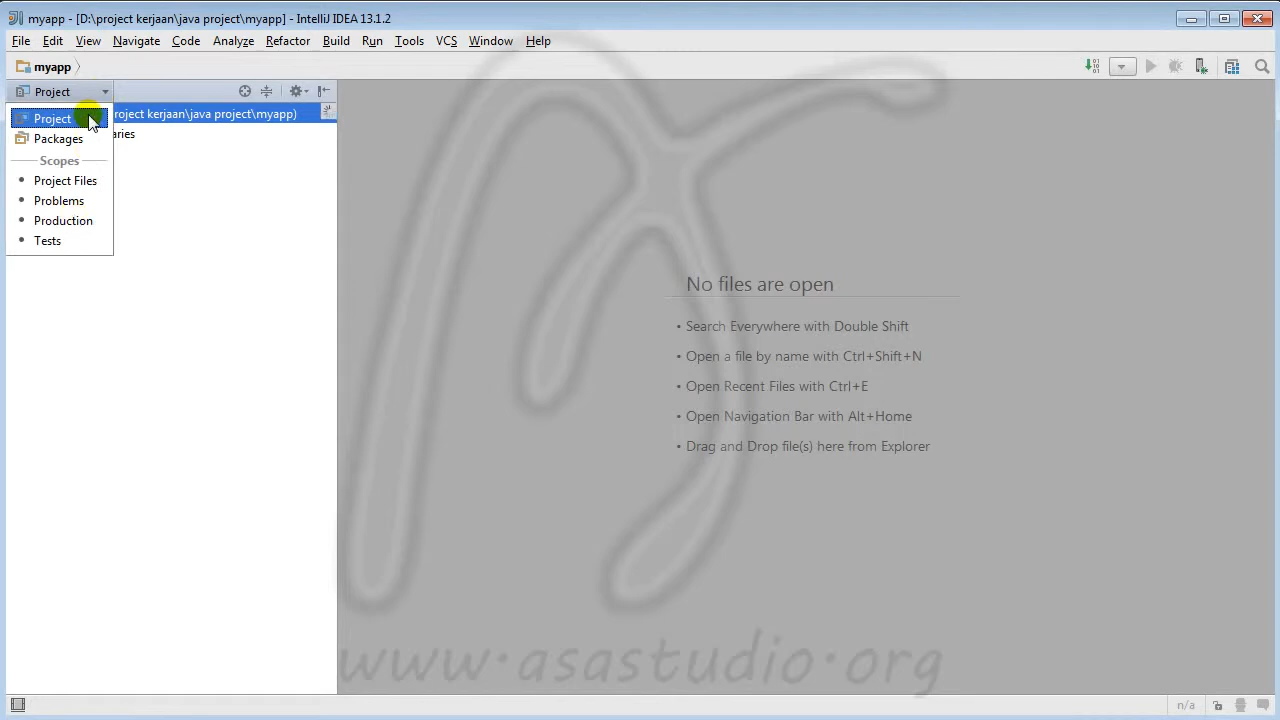 myapp - [D:\project kerjaan\java project\myapp] - IntelliJ IDEA 13.1.2
File Edit View Navigate Code Analyze Refactor Build Run Tools VCS Window Help
myapp
Project
Project
roject kerjaan\java project\myapp)
Packages
aries
Scopes
Project Files
Problems
Production
Tests
No files are open
• Search Everywhere with Double Shift
• Open a file by name with Ctrl+Shift+N
• Open Recent Files with Ctrl+E
• Open Navigation Bar with Alt+Home
• Drag and Drop file(s) here from Explorer
www.asastudio.org
n/a